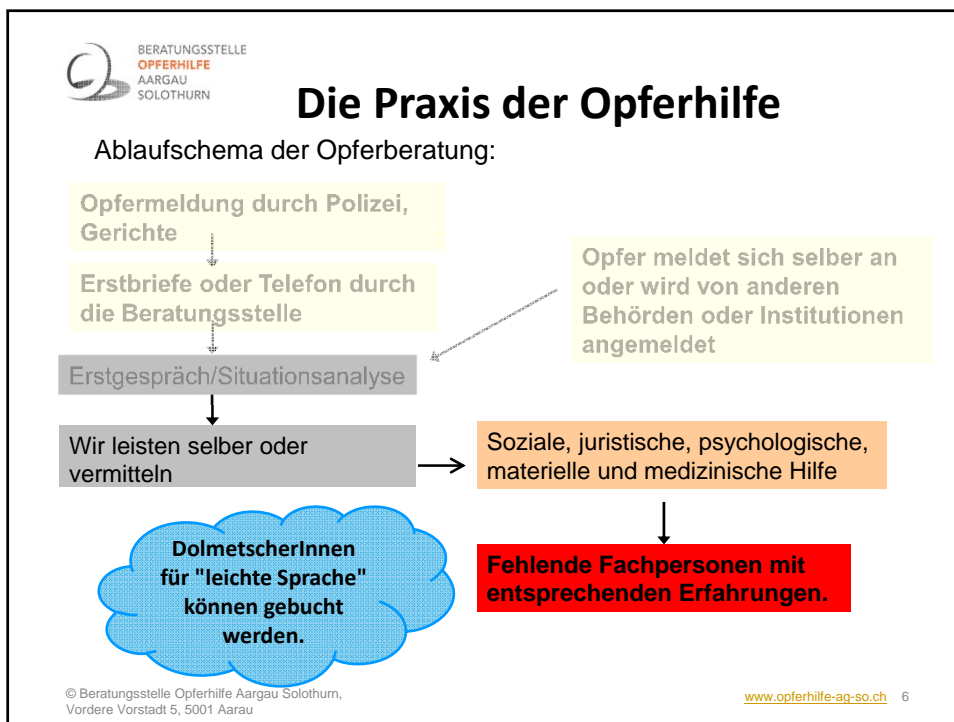 BERATUNGSSTELLE
OPFERHILFE
AARGAU
SOLOTHURN
Die Praxis der Opferhilfe
Ablaufschema der Opferberatung:
Opfermeldung durch Polizei,
Gerichte
Erstbriefe oder Telefon durch
die Beratungsstelle
Opfer meldet sich selber an
oder wird von anderen
Behörden oder Institutionen
angemeldet
Erstgespräch/Situationsanalyse
Wir leisten selber oder
vermitteln
Soziale, juristische, psychologische,
materielle und medizinische Hilfe
DolmetscherInnen
für "leichte Sprache"
können gebucht
werden.
Fehlende Fachpersonen mit
entsprechenden Erfahrungen.
© Beratungsstelle Opferhilfe Aargau Solothurn,
Vordere Vorstadt 5, 5001 Aarau
www.opferhilfe-ag-so.ch 6